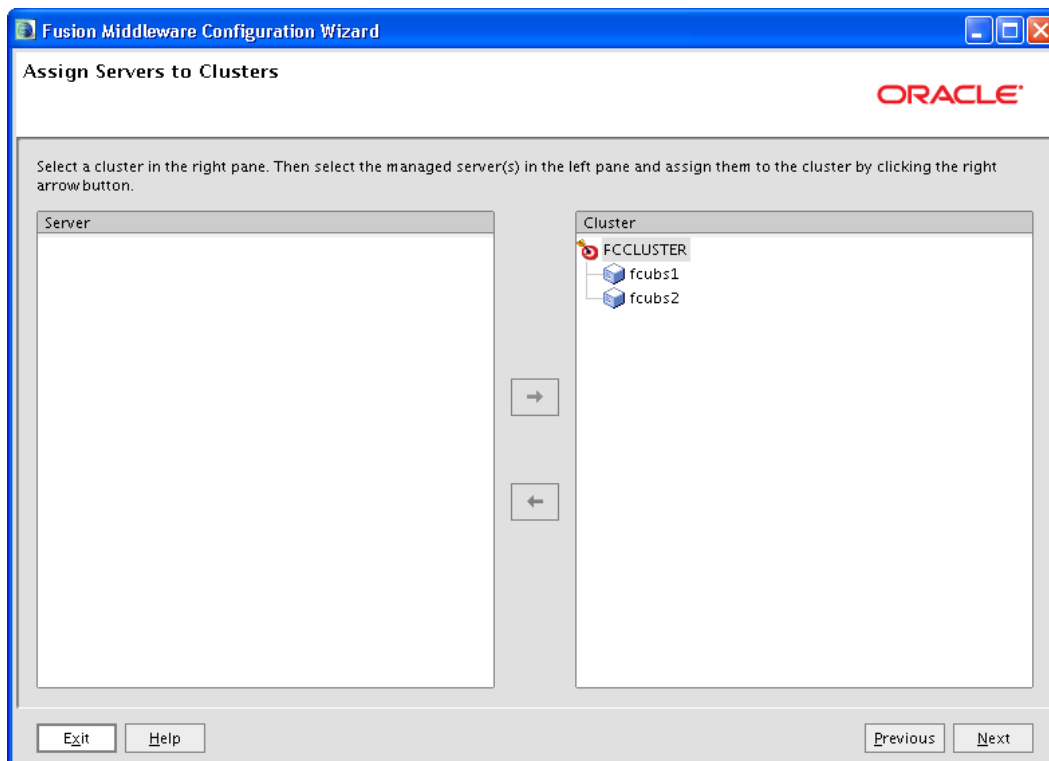 Fusion Middleware Configuration Wizard
Assign Servers to Clusters
ORACLE
Select a cluster in the right pane. Then select the managed server(s) in the left pane and assign them to the cluster by clicking the right
arrow button.
Server
Cluster
FCCLUSTER
fcubs1
fcubs2
Exit
Help
Previous
Next